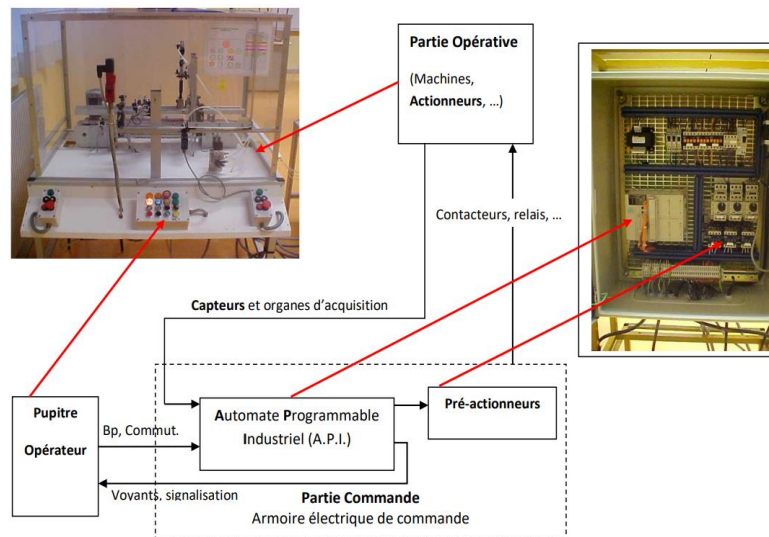 Partie Opérative
(Machines,
Actionneurs, ...)
Contacteurs, relais, ...
Capteurs et organes d'acquisition
Pupitre
Opérateur
Bp, Commut.
Automate Programmable
Industriel (A.P.I.)
Pré-actionneurs
Voyants, signalisation
Partie Commande
Armoire électrique de commande